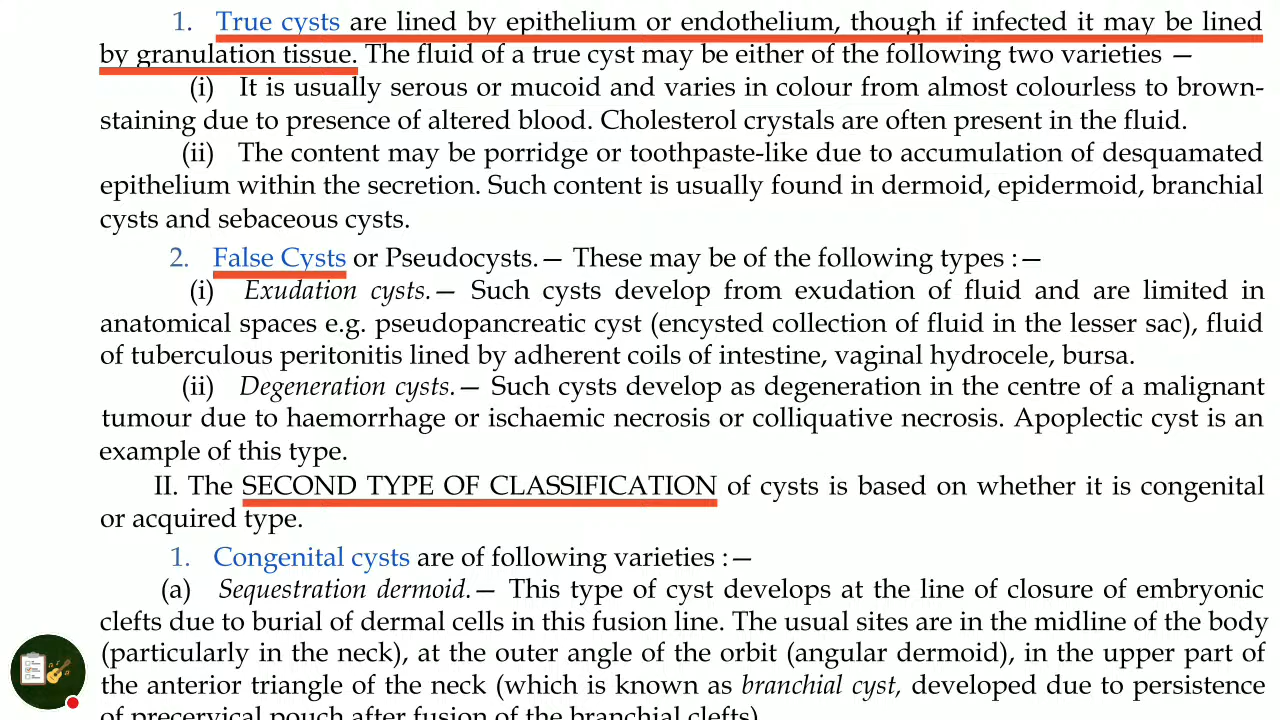 1. True cysts are lined by epithelium or endothelium, though if infected it may be lined
by granulation tissue. The fluid of a true cyst may be either of the following two varieties —
(i) It is usually serous or mucoid and varies in colour from almost colourless to brown-
staining due to presence of altered blood. Cholesterol crystals are often present in the fluid.
(ii) The content may be porridge or toothpaste-like due to accumulation of desquamated
epithelium within the secretion. Such content is usually found in dermoid, epidermoid, branchial
cysts and sebaceous cysts.
2. False Cysts or Pseudocysts.— These may be of the following types :—
(i) Exudation cysts.— Such cysts develop from exudation of fluid and are limited in
anatomical spaces e.g. pseudopancreatic cyst (encysted collection of fluid in the lesser sac), fluid
of tuberculous peritonitis lined by adherent coils of intestine, vaginal hydrocele, bursa.
(ii) Degeneration cysts.— Such cysts develop as degeneration in the centre of a malignant
tumour due to haemorrhage or ischaemic necrosis or colliquative necrosis. Apoplectic cyst is an
example of this type.
II. The SECOND TYPE OF CLASSIFICATION of cysts is based on whether it is congenital
or acquired type.
1. Congenital cysts are of following varieties :—
(a) Sequestration dermoid.— This type of cyst develops at the line of closure of embryonic
clefts due to burial of dermal cells in this fusion line. The usual sites are in the midline of the body
(particularly in the neck), at the outer angle of the orbit (angular dermoid), in the upper part of
the anterior triangle of the neck (which is known as branchial cyst, developed due to persistence
of precervical pouch after fusion of the branchial clefts)